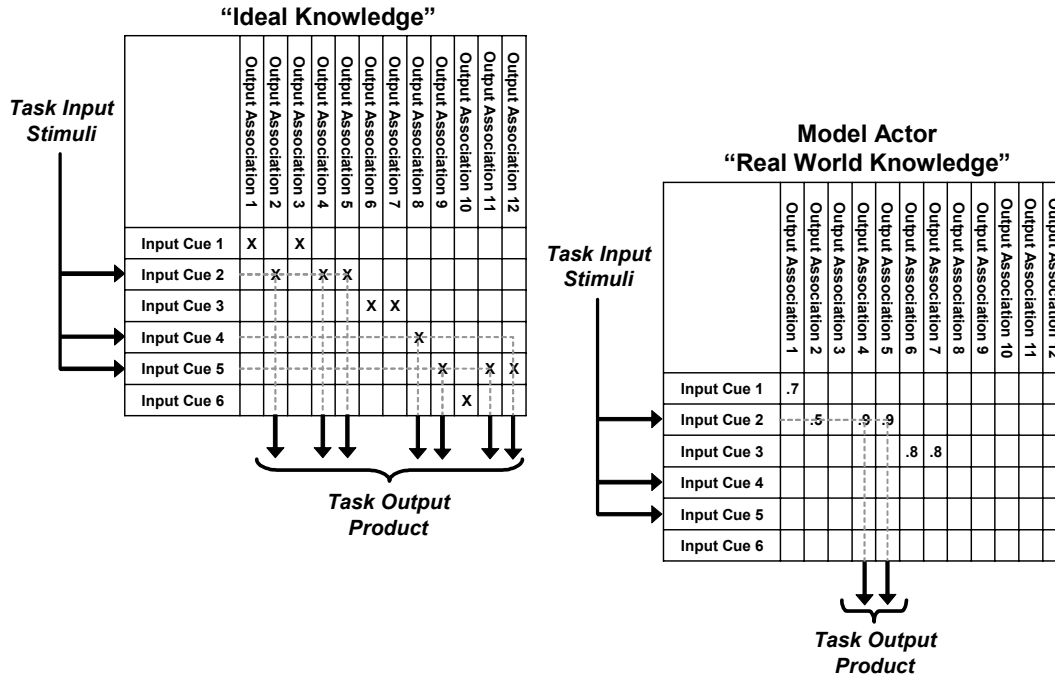 “Ideal Knowledge”
Task Input
Stimuli
Output Association 1
Output Association 2
Output Association 3
Output Association 4
Output Association 5
Output Association 6
Output Association 7
Output Association 8
Output Association 9
Output Association 10
Output Association 11
Output Association 12
Input Cue 1 X X
Input Cue 2 X X X
Input Cue 3 X X
Input Cue 4 X
Input Cue 5 X X X
Input Cue 6 X
Task Output
Product
Model Actor
“Real World Knowledge”
Task Input
Stimuli
Output Association 1
Output Association 2
Output Association 3
Output Association 4
Output Association 5
Output Association 6
Output Association 7
Output Association 8
Output Association 9
Output Association 10
Output Association 11
Output Association 12
Input Cue 1 .7
Input Cue 2 .5 .9 .9
Input Cue 3 .8 .8
Input Cue 4
Input Cue 5
Input Cue 6
Task Output
Product